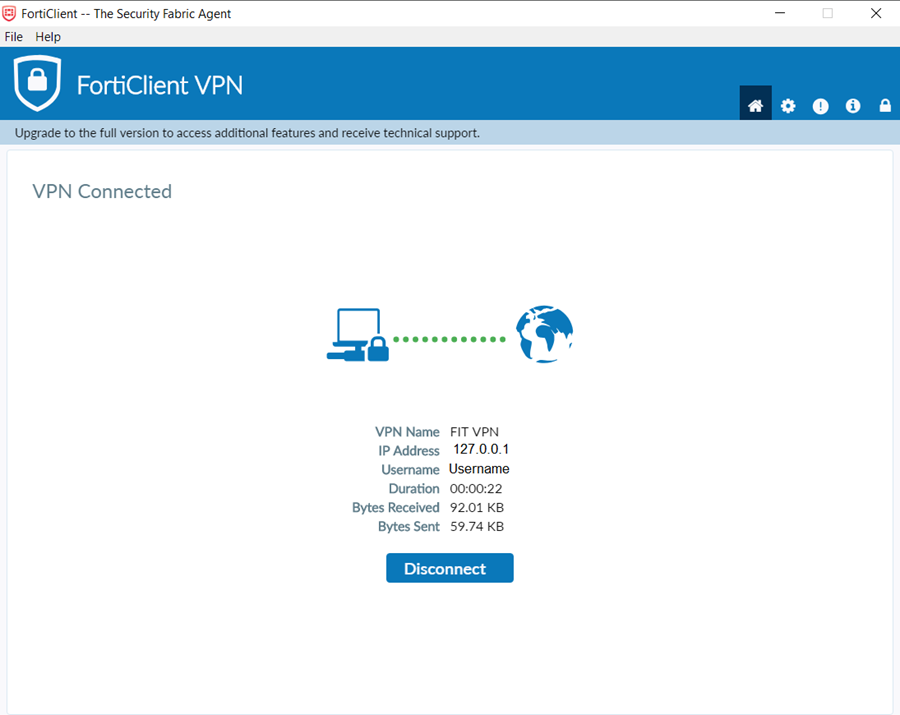 FortiClient -- The Security Fabric Agent
File Help
FortiClient VPN
Upgrade to the full version to access additional features and receive technical support.
VPN Connected
VPN Name FIT VPN
IP Address 127.0.0.1
Username Username
Duration 00:00:22
Bytes Received 92.01 KB
Bytes Sent 59.74 KB
Disconnect